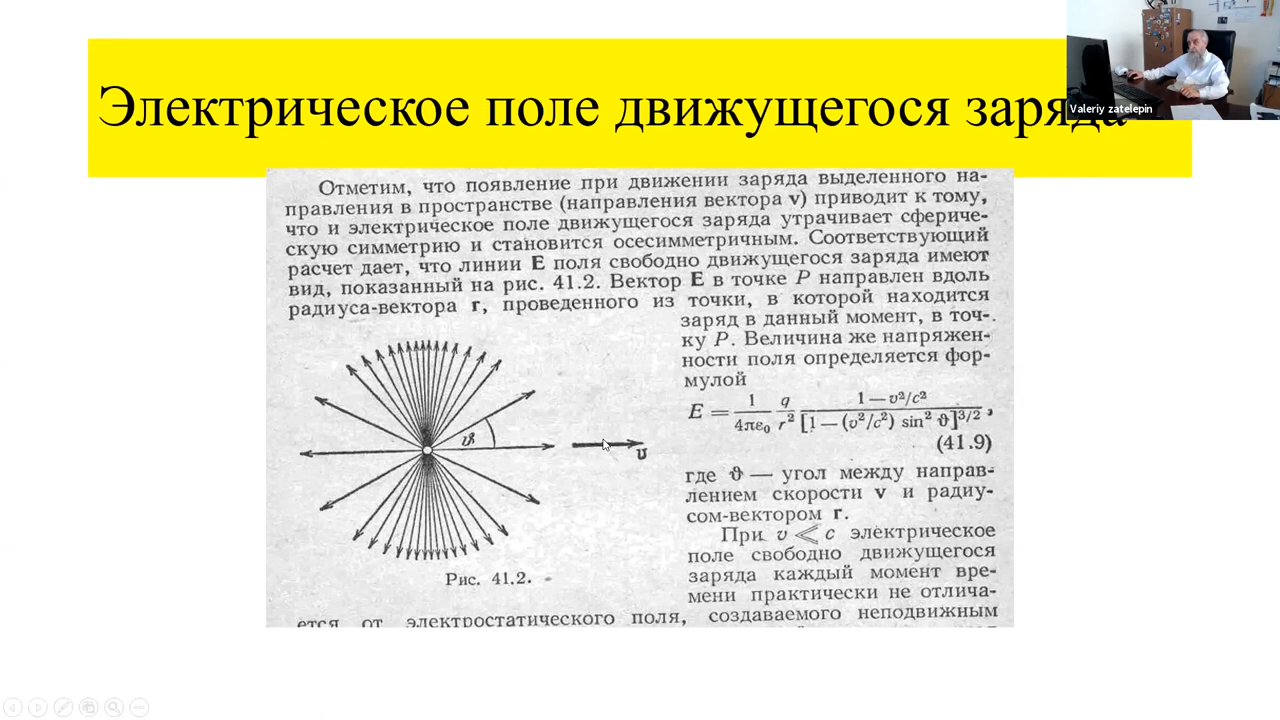 Электрическое поле движущегося заряда
Valeriy zatelepin
Отметим, что появление при движении заряда выделенного на-
правления в пространстве (направления вектора v) приводит к тому,
что и электрическое поле движущегося заряда утрачивает сфериче-
скую симметрию и становится осесимметричным. Соответствующий
расчет дает, что линии E поля свободно движущегося заряда имеют
вид, показанный на рис. 41.2. Вектор E в точке P направлен вдоль
радиуса-вектора r, проведенного из точки, в которой находится
заряд в данный момент, в точ-
ку P. Величина же напряжен-
ности поля определяется фор-
мулой
E = 1/4πε₀ q/r² (1 — v²/c²)/[1 — (v²/c²) sin² ϑ]^3/2,
(41.9)
где ϑ — угол между направ-
лением скорости v и радиу-
сом-вектором r.
При v ≪ c электрическое
поле свободно движущегося
заряда каждый момент вре-
мени практически не отлича-
ется от электростатического поля, создаваемого неподвижным
ϑ
υ
Рис. 41.2.